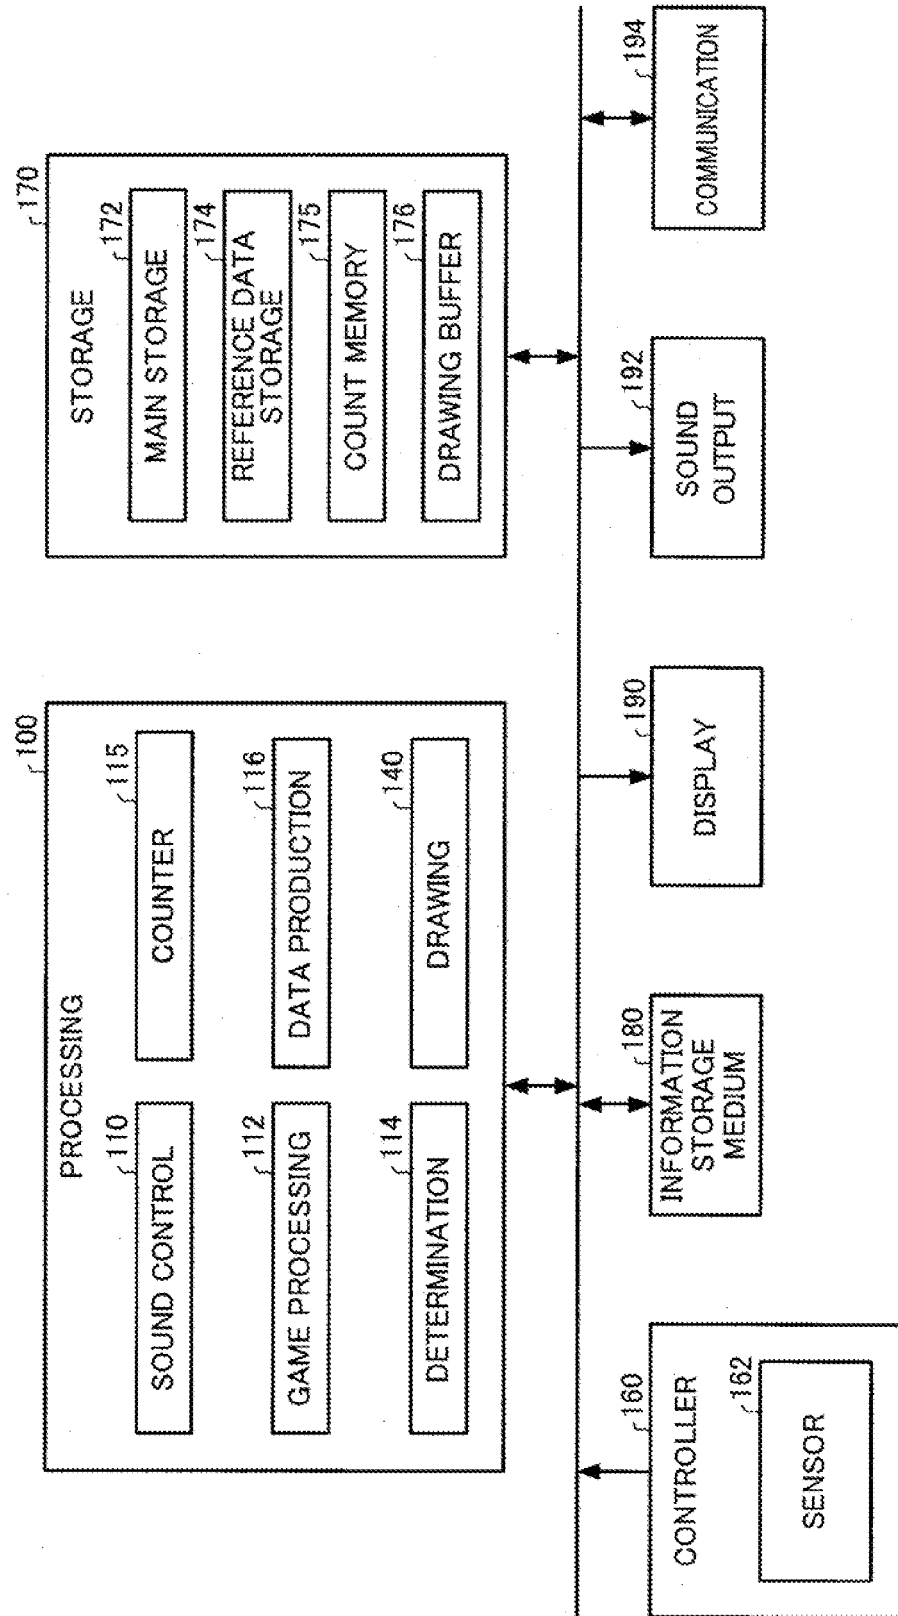 100
PROCESSING
110
SOUND CONTROL
115
COUNTER
112
GAME PROCESSING
116
DATA PRODUCTION
114
DETERMINATION
140
DRAWING
170
STORAGE
172
MAIN STORAGE
174
REFERENCE DATA
STORAGE
175
COUNT MEMORY
176
DRAWING BUFFER
160
CONTROLLER
162
SENSOR
180
INFORMATION
STORAGE
MEDIUM
190
DISPLAY
192
SOUND
OUTPUT
194
COMMUNICATION